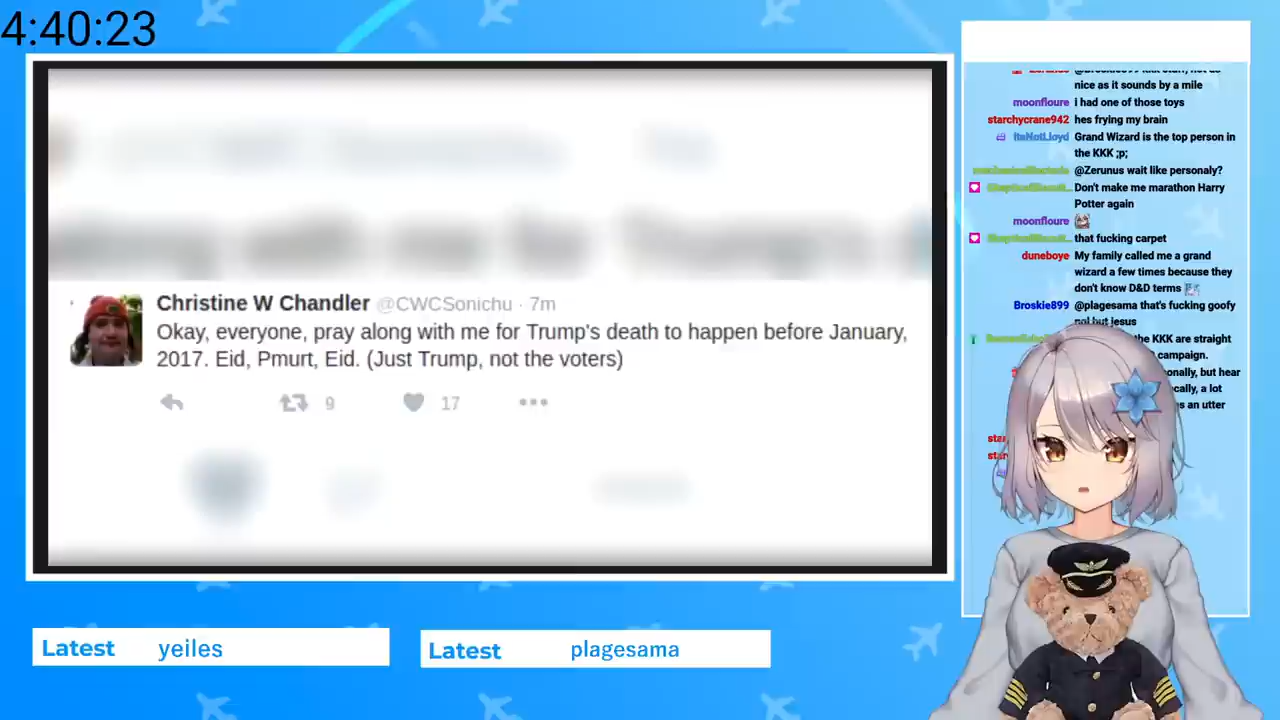 4:40:23
Christine W Chandler @CWCSonichu · 7m
Okay, everyone, pray along with me for Trump's death to happen before January,
2017. Eid, Pmurt, Eid. (Just Trump, not the voters)
9 17
nice as it sounds by a mile
moonfloure i had one of those toys
starchycrane942 hes frying my brain
ItsNotLloyd Grand Wizard is the top person in
the KKK ;p;
@Zerunus wait like personaly?
Don't make me marathon Harry
Potter again
moonfloure
that fucking carpet
duneboye My family called me a grand
wizard a few times because they
don't know D&D terms
Broskie899 @plagesama that's fucking goofy
lol but jesus
the KKK are straight
campaign.
but hear
a lot
an utter
Latest yeiles
Latest plagesama